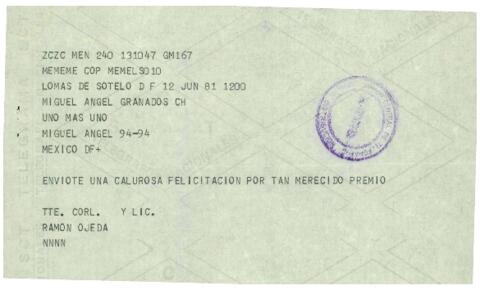 ZCZC MEN 240 131047 GM167
MEMEME COP MEMELSO10
LOMAS DE SOTELO D F 12 JUN 81 1200
MIGUEL ANGEL GRANADOS CH
UNO MAS UNO
MIGUEL ANGEL 94-94
MEXICO DF+
ENVIOTE UNA CALUROSA FELICITACION POR TAN MERECIDO PREMIO
TTE. CORL. Y LIC.
RAMON OJEDA
NNNN